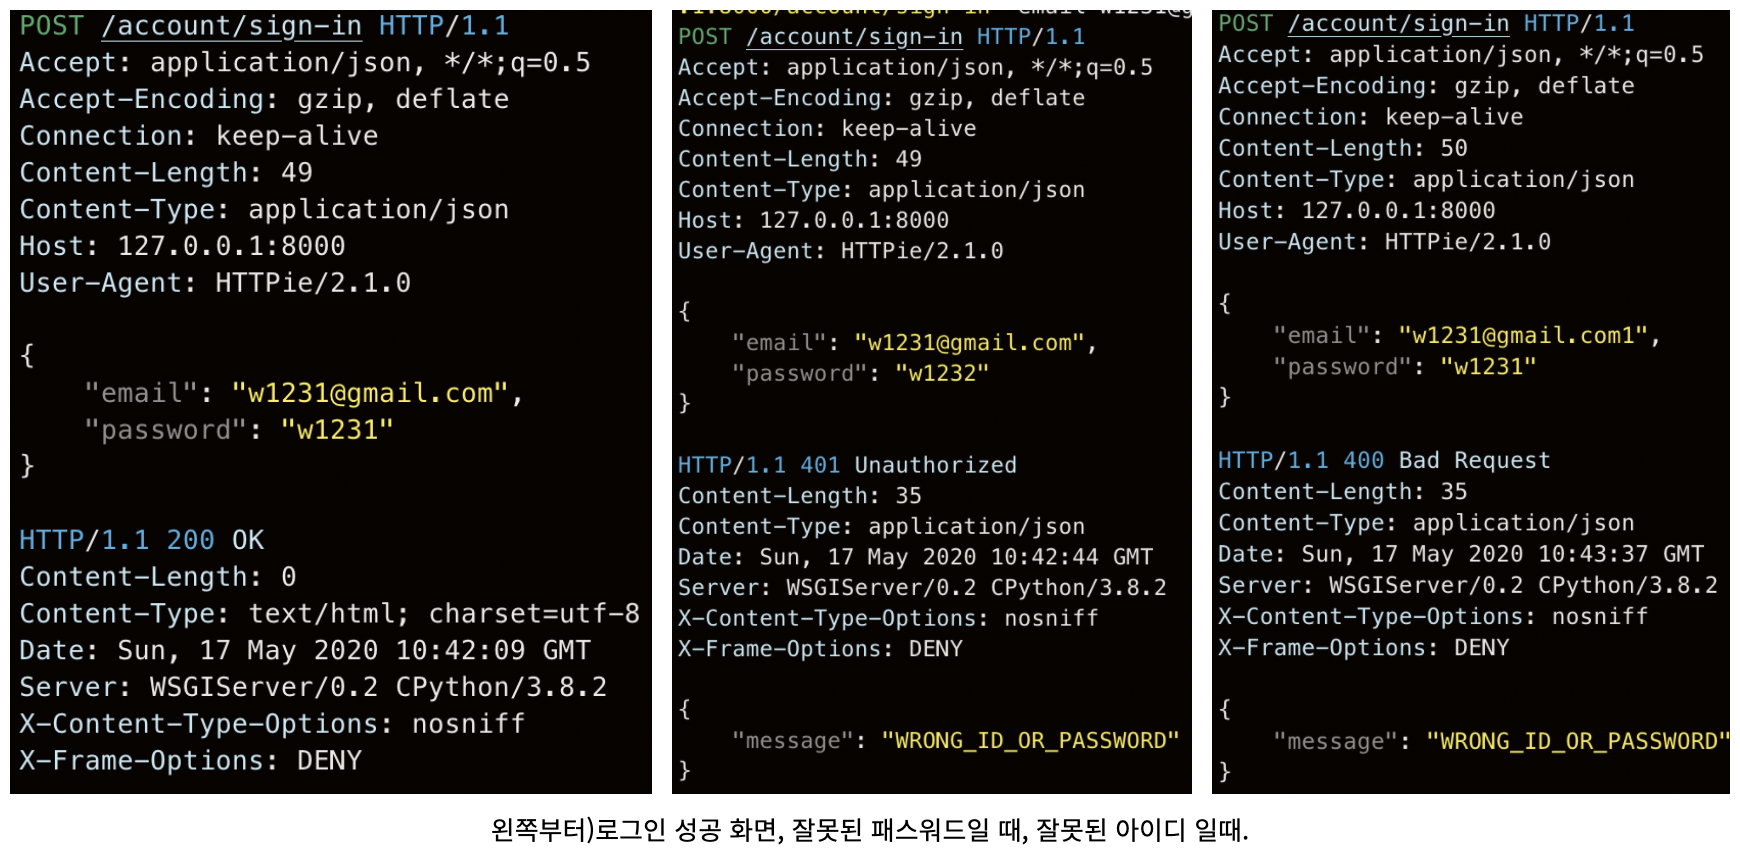 POST /account/sign-in HTTP/1.1
Accept: application/json, */*;q=0.5
Accept-Encoding: gzip, deflate
Connection: keep-alive
Content-Length: 49
Content-Type: application/json
Host: 127.0.0.1:8000
User-Agent: HTTPie/2.1.0
{
"email": "w1231@gmail.com",
"password": "w1231"
}
HTTP/1.1 200 OK
Content-Length: 0
Content-Type: text/html; charset=utf-8
Date: Sun, 17 May 2020 10:42:09 GMT
Server: WSGIServer/0.2 CPython/3.8.2
X-Content-Type-Options: nosniff
X-Frame-Options: DENY
POST /account/sign-in HTTP/1.1
Accept: application/json, */*;q=0.5
Accept-Encoding: gzip, deflate
Connection: keep-alive
Content-Length: 49
Content-Type: application/json
Host: 127.0.0.1:8000
User-Agent: HTTPie/2.1.0
{
"email": "w1231@gmail.com",
"password": "w1232"
}
HTTP/1.1 401 Unauthorized
Content-Length: 35
Content-Type: application/json
Date: Sun, 17 May 2020 10:42:44 GMT
Server: WSGIServer/0.2 CPython/3.8.2
X-Content-Type-Options: nosniff
X-Frame-Options: DENY
{
"message": "WRONG_ID_OR_PASSWORD"
}
POST /account/sign-in HTTP/1.1
Accept: application/json, */*;q=0.5
Accept-Encoding: gzip, deflate
Connection: keep-alive
Content-Length: 50
Content-Type: application/json
Host: 127.0.0.1:8000
User-Agent: HTTPie/2.1.0
{
"email": "w1231@gmail.com1",
"password": "w1231"
}
HTTP/1.1 400 Bad Request
Content-Length: 35
Content-Type: application/json
Date: Sun, 17 May 2020 10:43:37 GMT
Server: WSGIServer/0.2 CPython/3.8.2
X-Content-Type-Options: nosniff
X-Frame-Options: DENY
{
"message": "WRONG_ID_OR_PASSWORD"
}
왼쪽부터)로그인 성공 화면, 잘못된 패스워드일 때, 잘못된 아이디 일때.